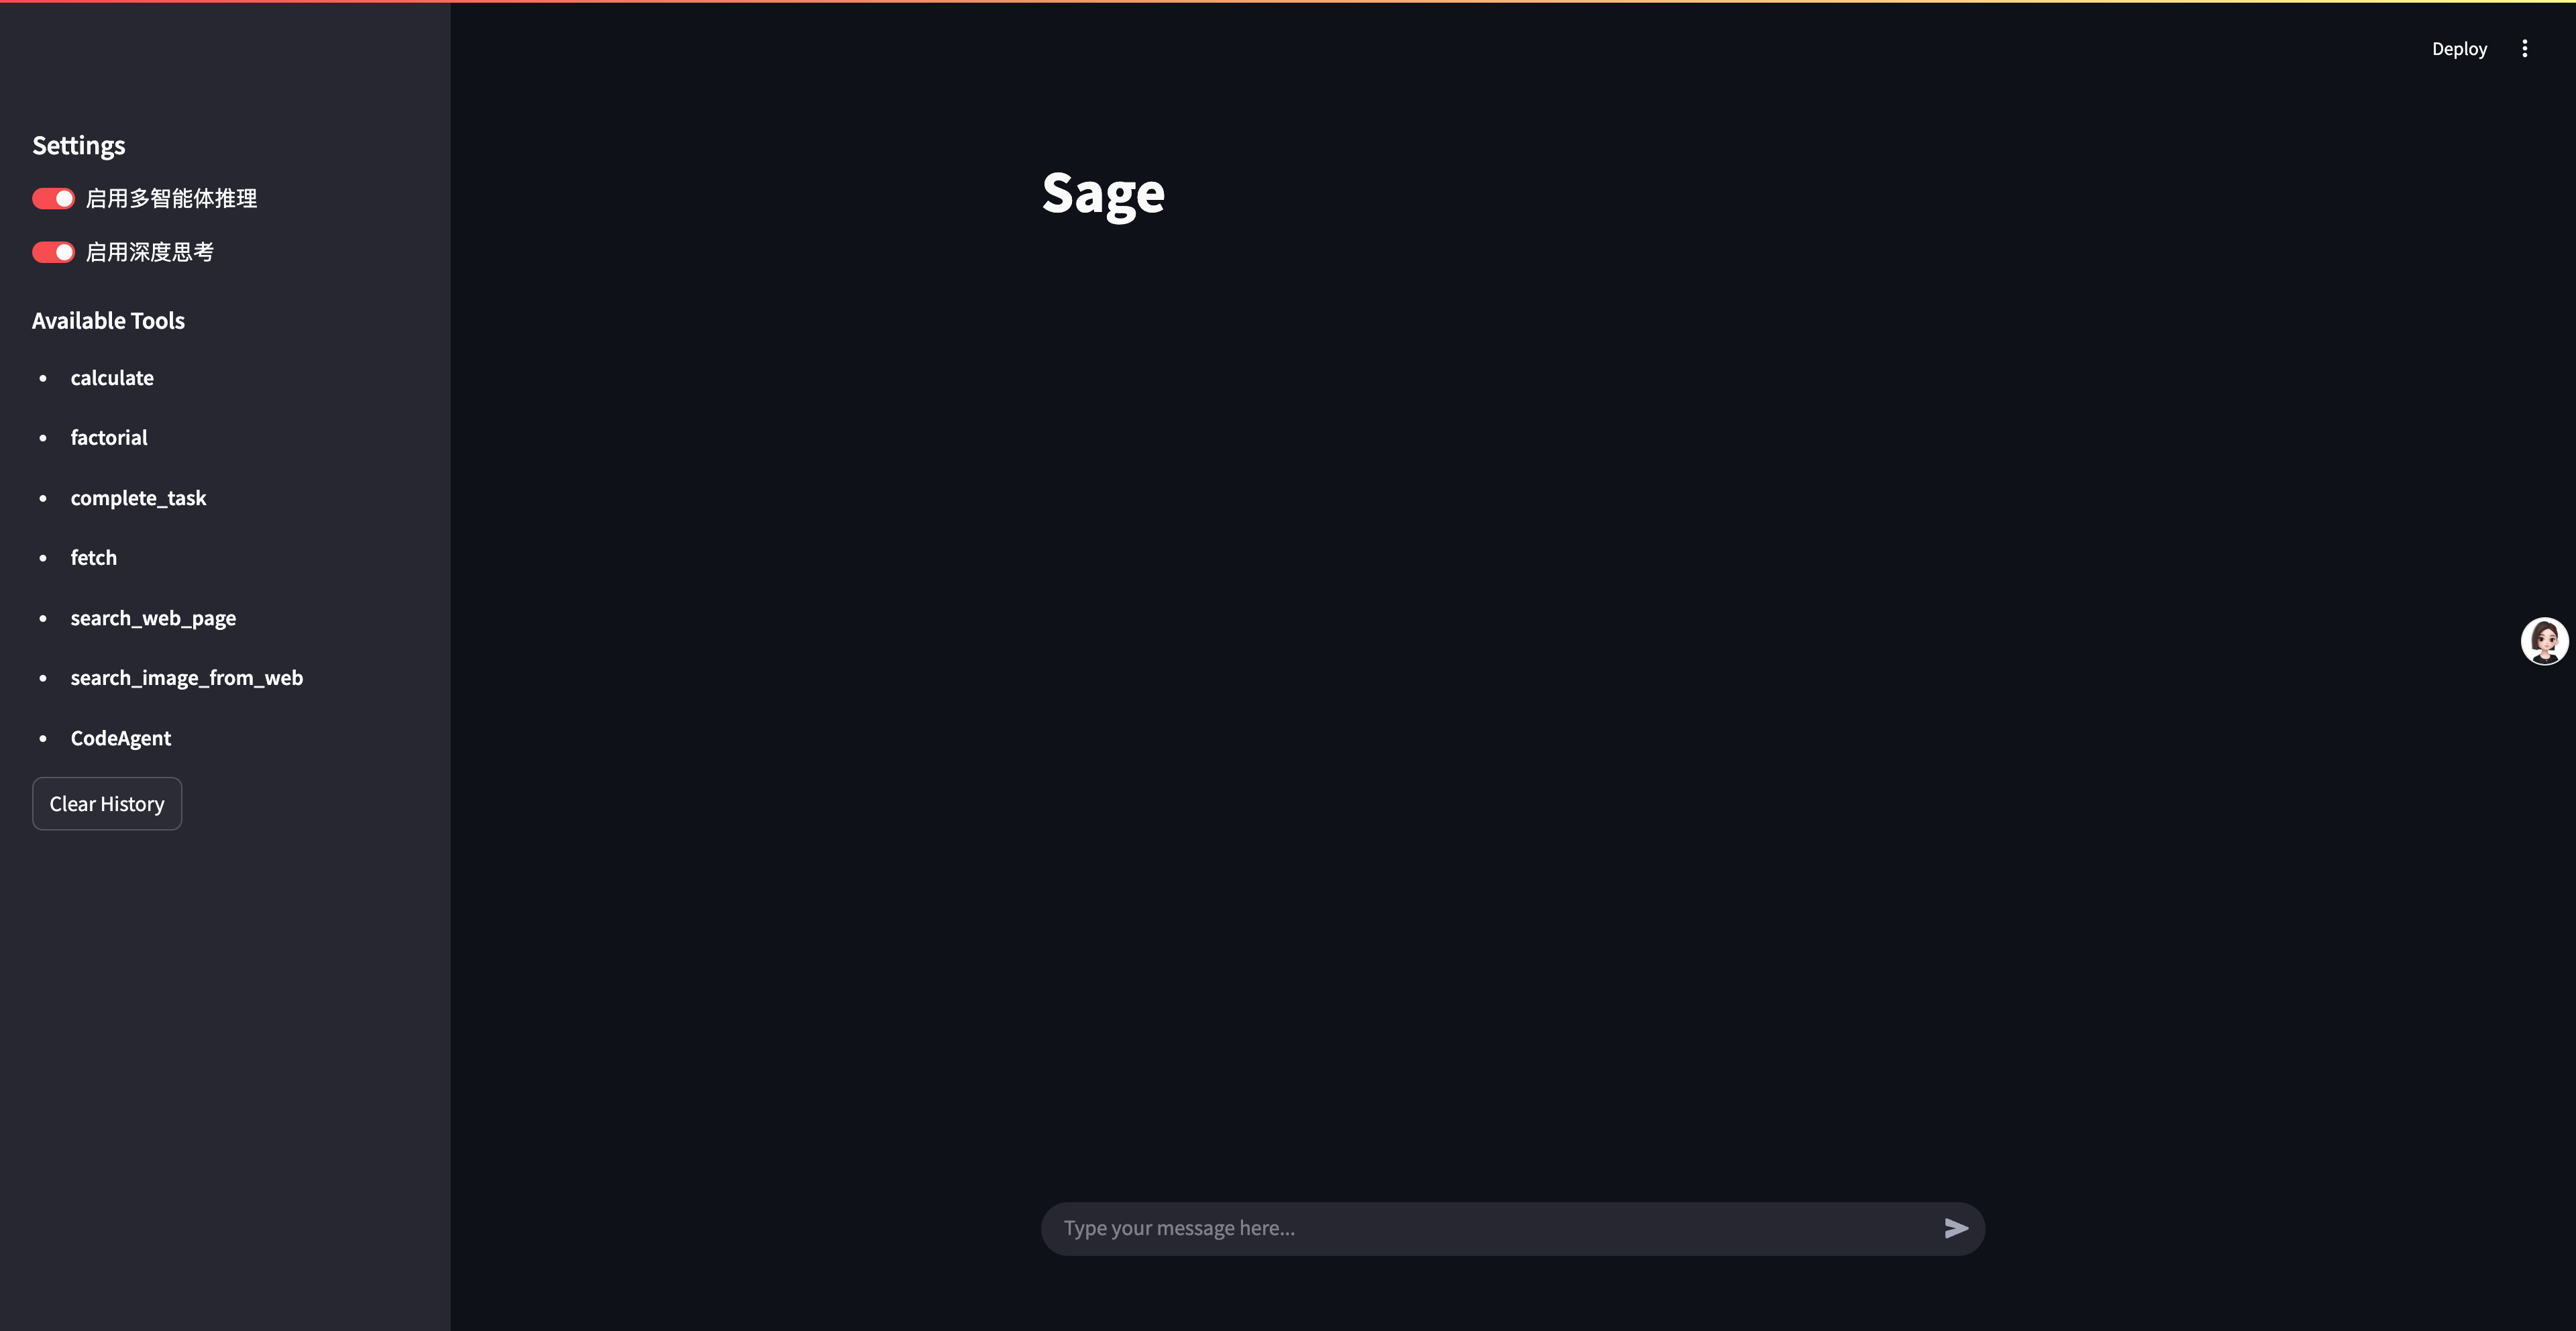 Deploy
Settings
启用多智能体推理
启用深度思考
Available Tools
calculate
factorial
complete_task
fetch
search_web_page
search_image_from_web
CodeAgent
Clear History
Sage
Type your message here...